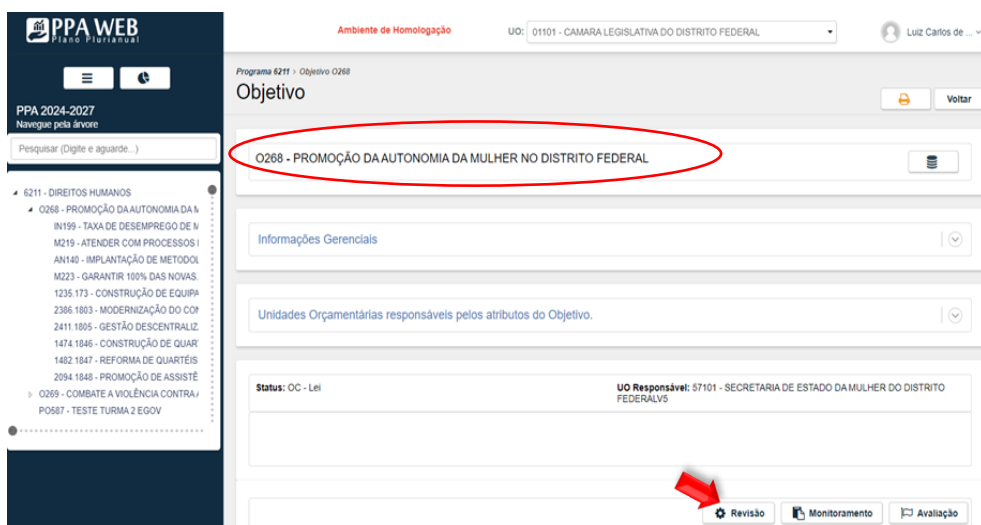 PPA WEB
Plano Plurianual
Ambiente de Homologação
UO: 01101 - CAMARA LEGISLATIVA DO DISTRITO FEDERAL
Luiz Carlos de ...
PPA 2024-2027
Navegue pela árvore
Pesquisar (Digite e aguarde...)
6211 - DIREITOS HUMANOS
O268 - PROMOÇÃO DA AUTONOMIA DA M
IN199 - TAXA DE DESEMPREGO DE M
M219 - ATENDER COM PROCESSOS
AN140 - IMPLANTAÇÃO DE METODOL
M223 - GARANTIR 100% DAS NOVAS
1235.173 - CONSTRUÇÃO DE EQUIPA
2386.1803 - MODERNIZAÇÃO DO CON
2411.1805 - GESTÃO DESCENTRALIZ
1474.1846 - CONSTRUÇÃO DE QUAR
1482.1847 - REFORMA DE QUARTÉIS
2094.1848 - PROMOÇÃO DE ASSISTÊ
O269 - COMBATE A VIOLÊNCIA CONTRA
PO587 - TESTE TURMA 2 EGOV
Programa 6211 > Objetivo O268
Objetivo
Voltar
O268 - PROMOÇÃO DA AUTONOMIA DA MULHER NO DISTRITO FEDERAL
Informações Gerenciais
Unidades Orçamentárias responsáveis pelos atributos do Objetivo.
Status: OC - Lei
UO Responsável: 57101 - SECRETARIA DE ESTADO DA MULHER DO DISTRITO
FEDERALV5
Revisão
Monitoramento
Avaliação